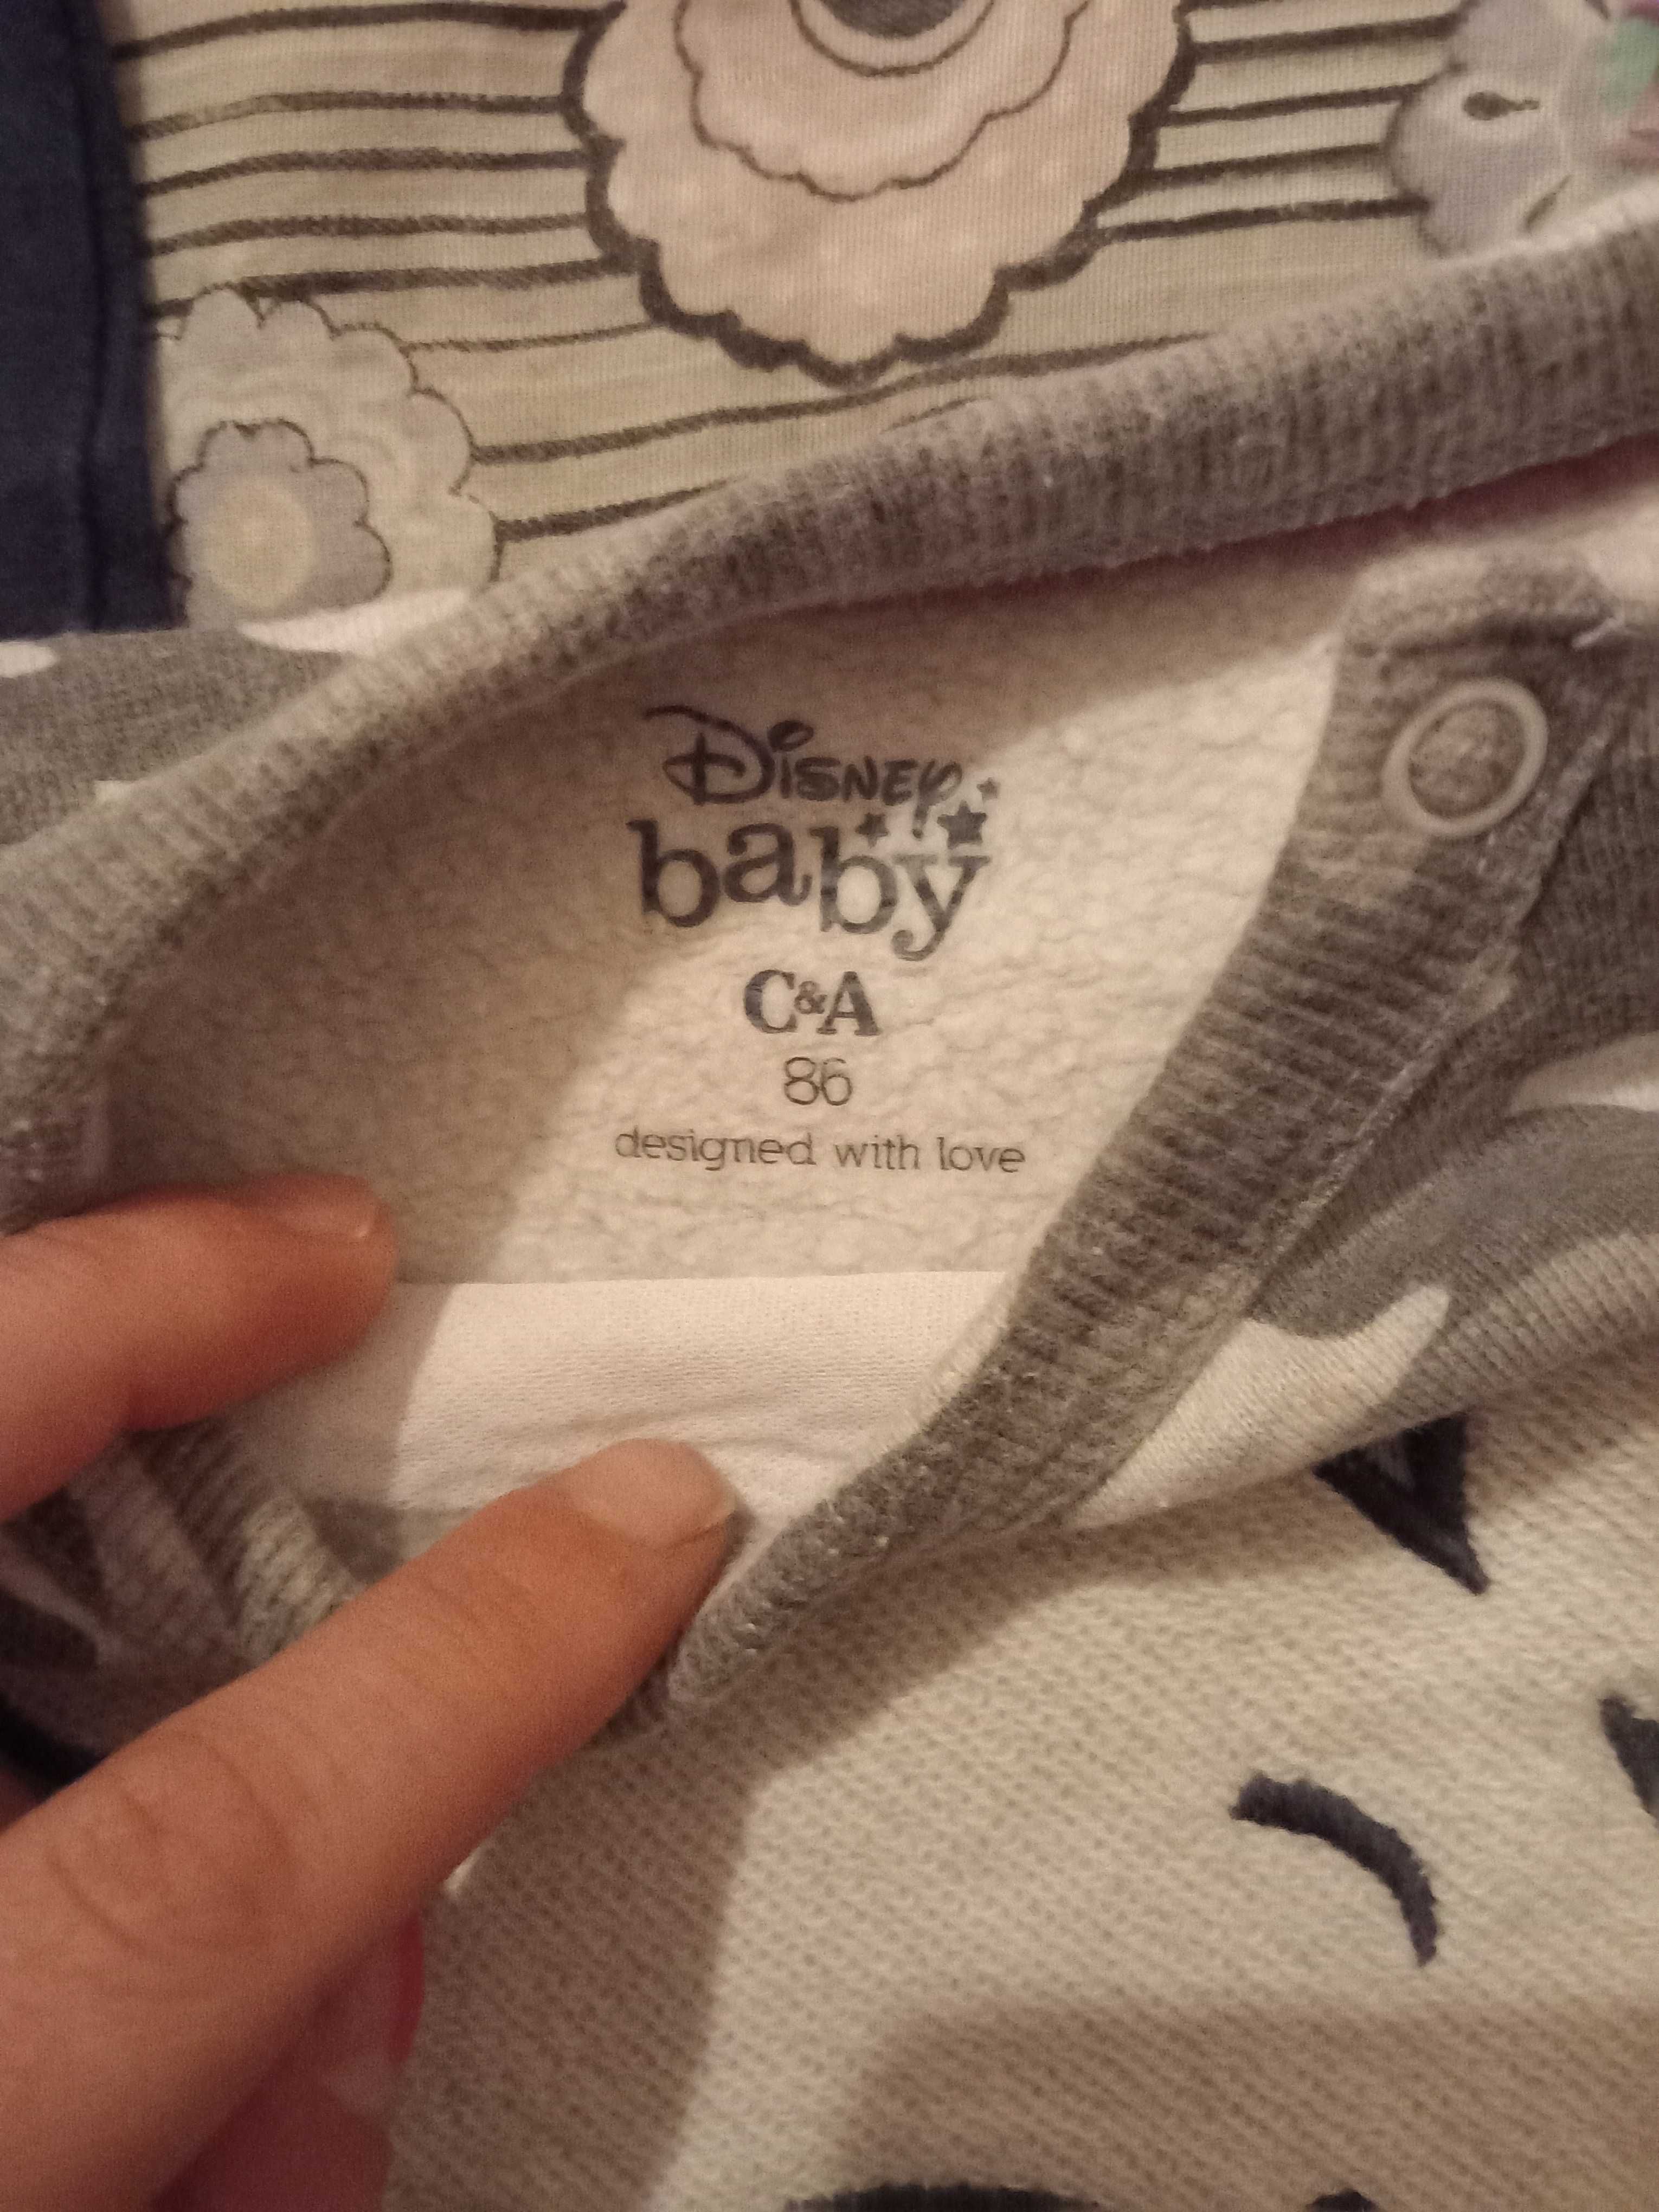 Disney
baby
C&A
86
designed with love